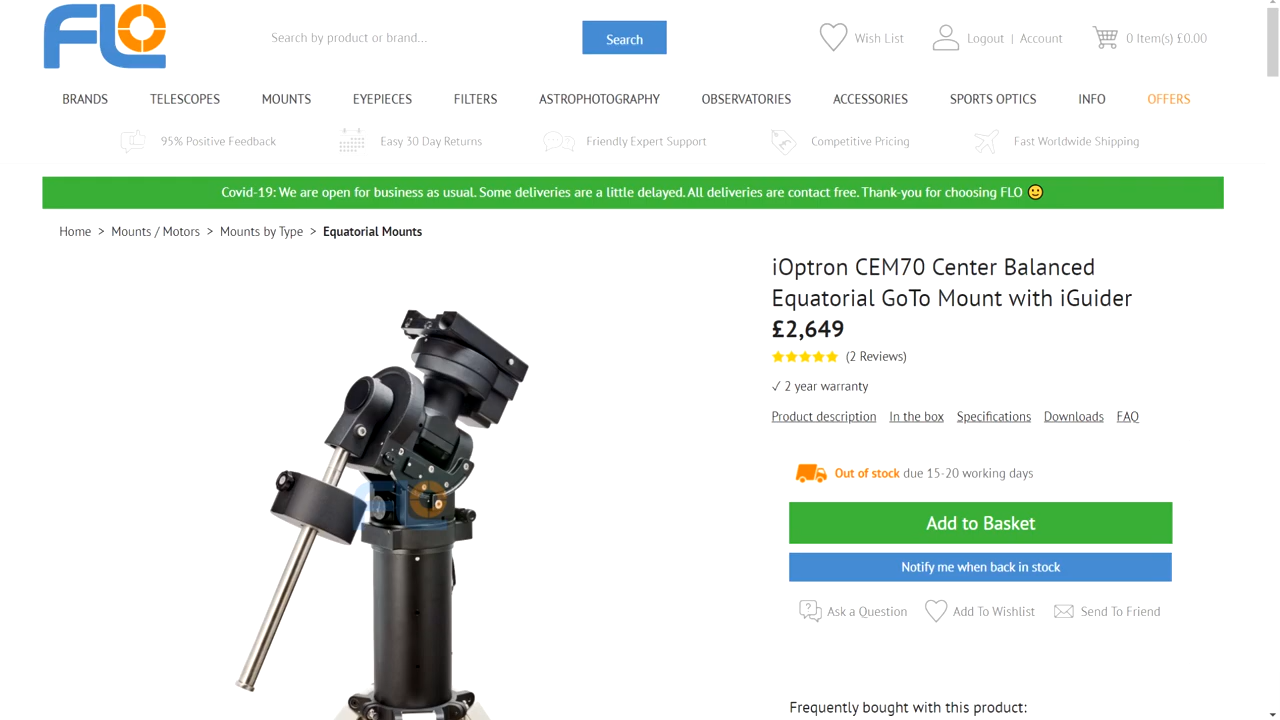 FLO
Search by product or brand...
Search
Wish List
Logout | Account
0 Item(s) £0.00
BRANDS
TELESCOPES
MOUNTS
EYEPIECES
FILTERS
ASTROPHOTOGRAPHY
OBSERVATORIES
ACCESSORIES
SPORTS OPTICS
INFO
OFFERS
95% Positive Feedback
Easy 30 Day Returns
Friendly Expert Support
Competitive Pricing
Fast Worldwide Shipping
Covid-19: We are open for business as usual. Some deliveries are a little delayed. All deliveries are contact free. Thank-you for choosing FLO
Home > Mounts / Motors > Mounts by Type > Equatorial Mounts
iOptron CEM70 Center Balanced
Equatorial GoTo Mount with iGuider
£2,649
(2 Reviews)
✓ 2 year warranty
Product description
In the box
Specifications
Downloads
FAQ
Out of stock due 15-20 working days
Add to Basket
Notify me when back in stock
Ask a Question
Add To Wishlist
Send To Friend
FLO
Frequently bought with this product: